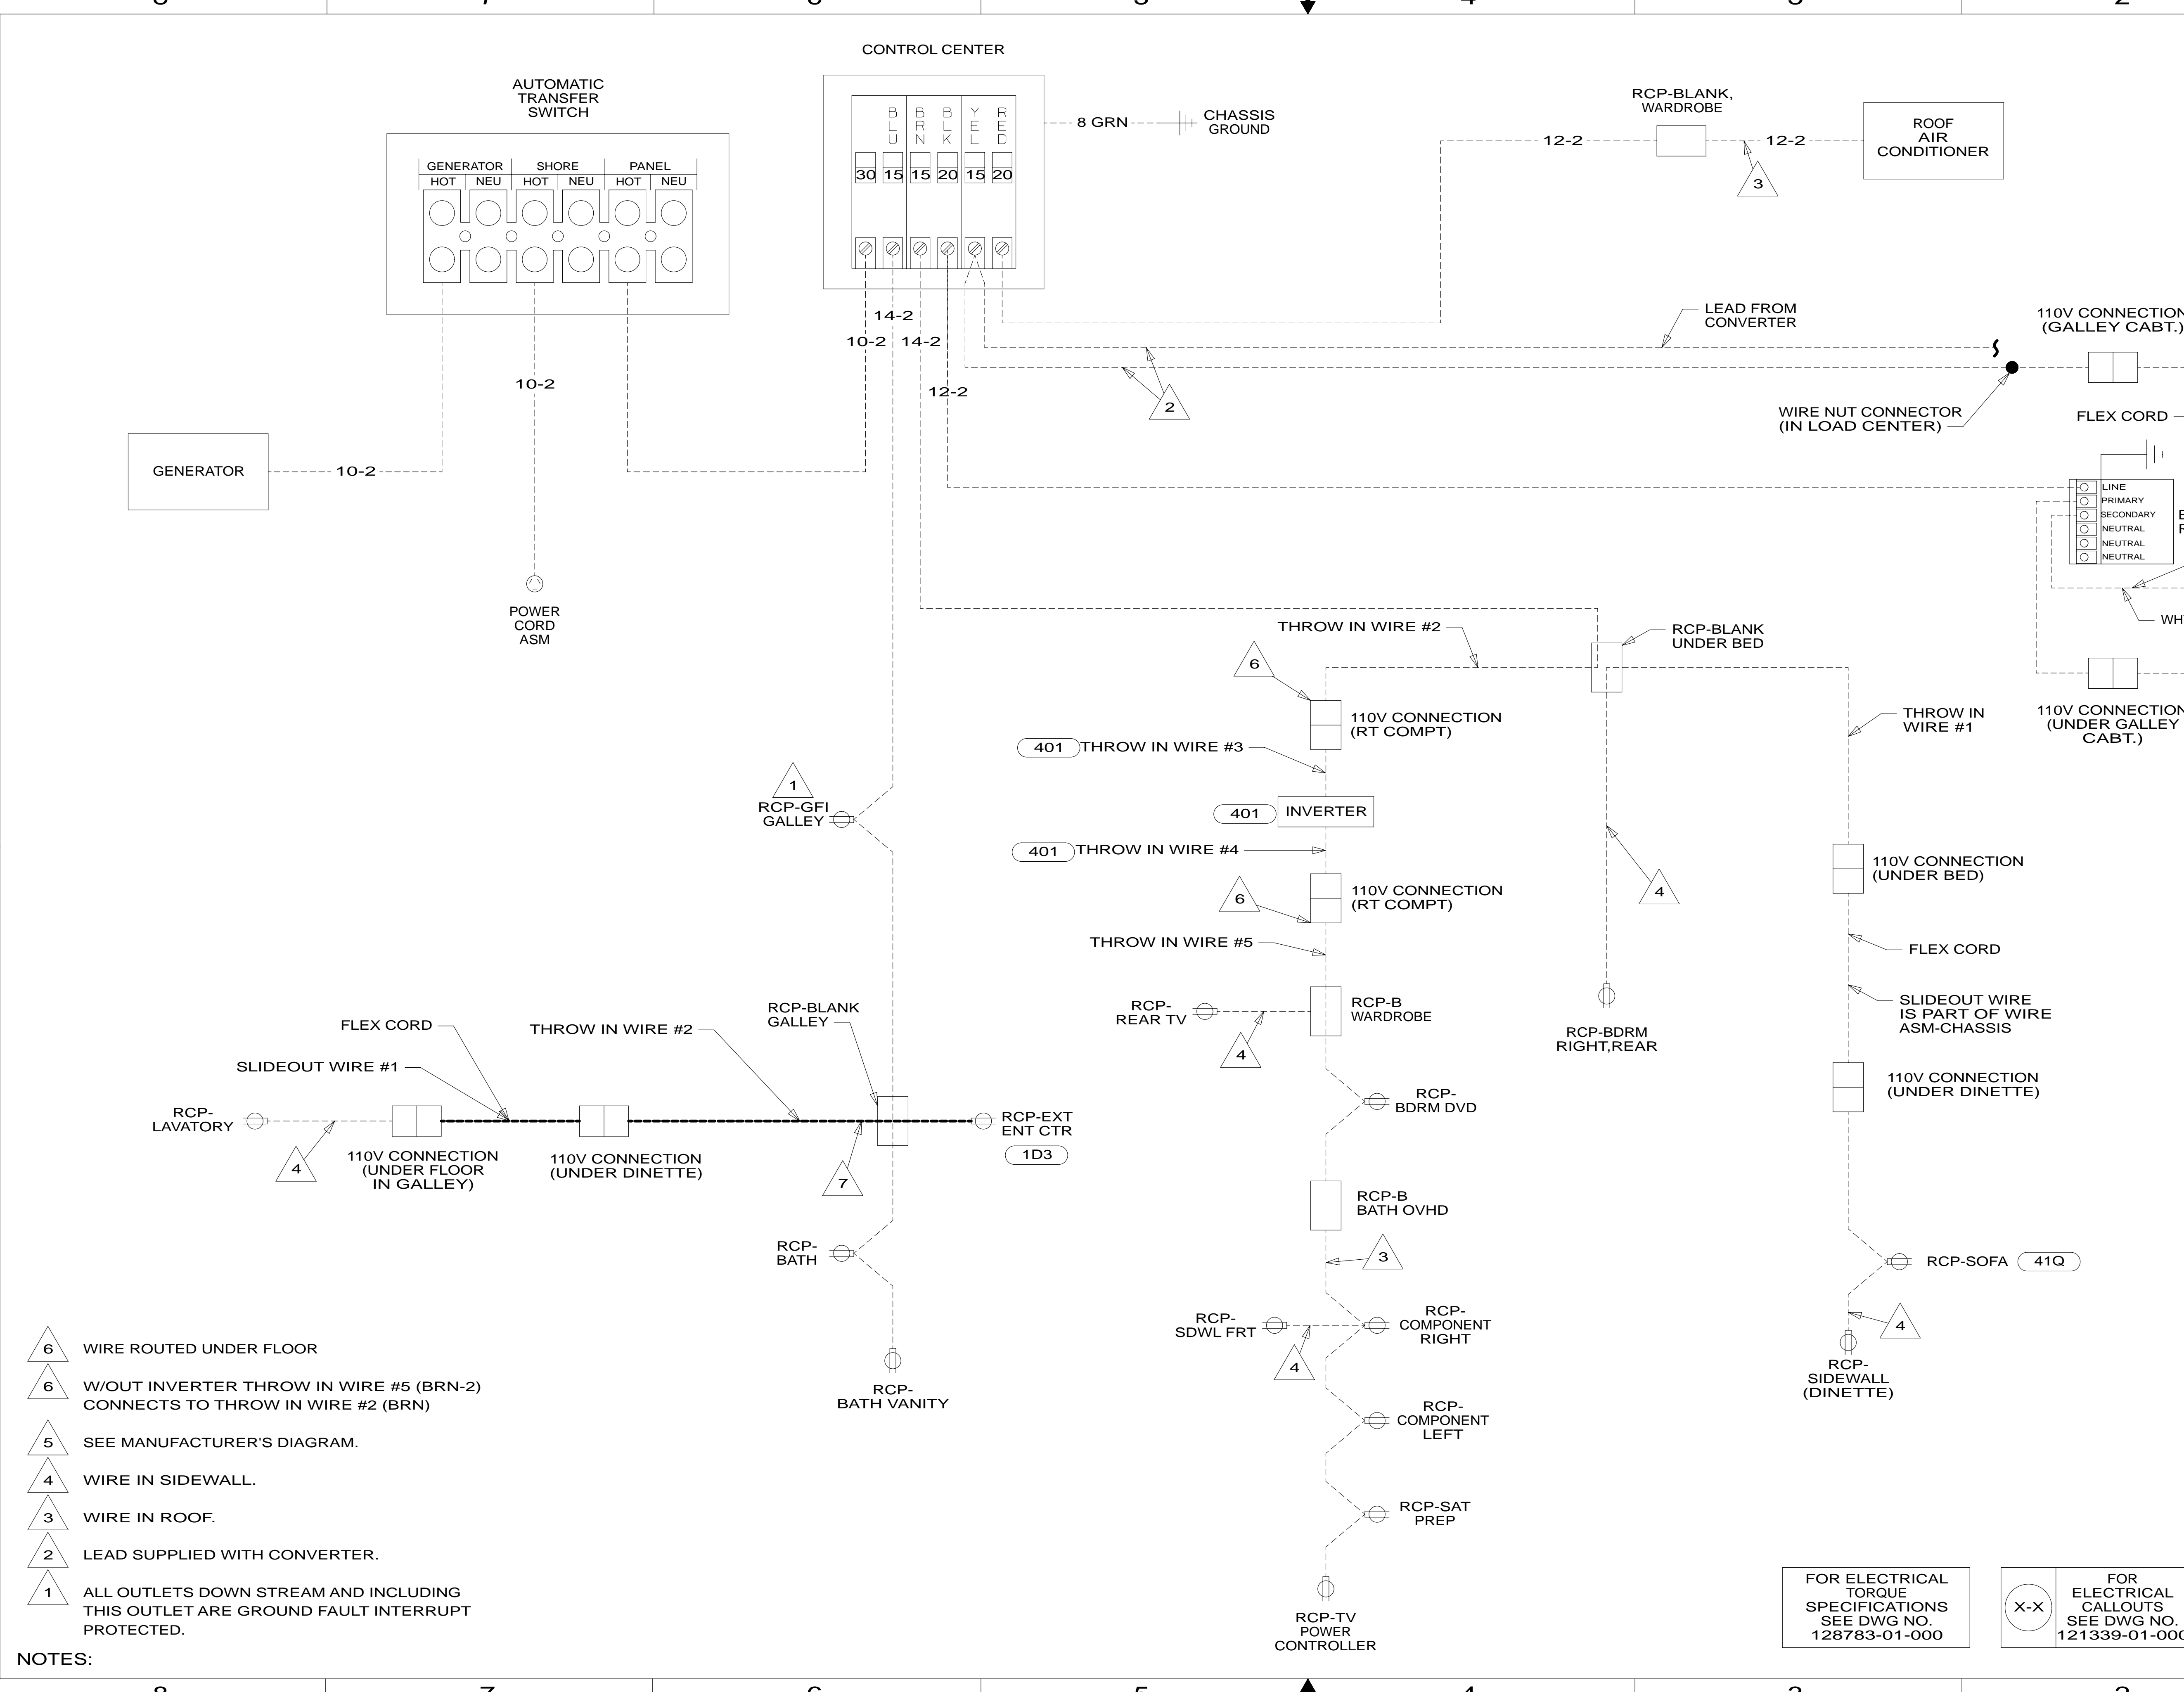 CONTROL CENTER
AUTOMATIC
TRANSFER
SWITCH
GENERATOR SHORE PANEL
HOT NEU HOT NEU HOT NEU
BLU BRN BLK YEL RED
30 15 15 20 15 20
8 GRN
CHASSIS
GROUND
RCP-BLANK,
WARDROBE
12-2
12-2
3
ROOF
AIR
CONDITIONER
14-2
10-2 14-2
12-2
10-2
GENERATOR
10-2
POWER
CORD
ASM
2
LEAD FROM
CONVERTER
WIRE NUT CONNECTOR
(IN LOAD CENTER)
110V CONNECTION
(GALLEY CABT.)
FLEX CORD
LINE
PRIMARY
SECONDARY
NEUTRAL
NEUTRAL
NEUTRAL
110V CONNECTION
(UNDER GALLEY
CABT.)
THROW IN WIRE #2
RCP-BLANK
UNDER BED
6
110V CONNECTION
(RT COMPT)
401 THROW IN WIRE #3
401 INVERTER
401 THROW IN WIRE #4
6
110V CONNECTION
(RT COMPT)
THROW IN WIRE #5
THROW IN
WIRE #1
4
110V CONNECTION
(UNDER BED)
FLEX CORD
SLIDEOUT WIRE
IS PART OF WIRE
ASM-CHASSIS
110V CONNECTION
(UNDER DINETTE)
RCP-SOFA 41Q
4
RCP-
SIDEWALL
(DINETTE)
RCP-BDRM
RIGHT,REAR
RCP-
REAR TV
4
RCP-B
WARDROBE
RCP-
BDRM DVD
RCP-B
BATH OVHD
3
RCP-
SDWL FRT
4
RCP-
COMPONENT
RIGHT
RCP-
COMPONENT
LEFT
RCP-SAT
PREP
RCP-TV
POWER
CONTROLLER
1
RCP-GFI
GALLEY
RCP-BLANK
GALLEY
FLEX CORD
THROW IN WIRE #2
SLIDEOUT WIRE #1
RCP-
LAVATORY
4
110V CONNECTION
(UNDER FLOOR
IN GALLEY)
110V CONNECTION
(UNDER DINETTE)
7
RCP-EXT
ENT CTR
1D3
RCP-
BATH
RCP-
BATH VANITY
6 WIRE ROUTED UNDER FLOOR
6 W/OUT INVERTER THROW IN WIRE #5 (BRN-2)
CONNECTS TO THROW IN WIRE #2 (BRN)
5 SEE MANUFACTURER'S DIAGRAM.
4 WIRE IN SIDEWALL.
3 WIRE IN ROOF.
2 LEAD SUPPLIED WITH CONVERTER.
1 ALL OUTLETS DOWN STREAM AND INCLUDING
THIS OUTLET ARE GROUND FAULT INTERRUPT
PROTECTED.
NOTES:
FOR ELECTRICAL
TORQUE
SPECIFICATIONS
SEE DWG NO.
128783-01-000
X-X
FOR
ELECTRICAL
CALLOUTS
SEE DWG NO.
121339-01-000